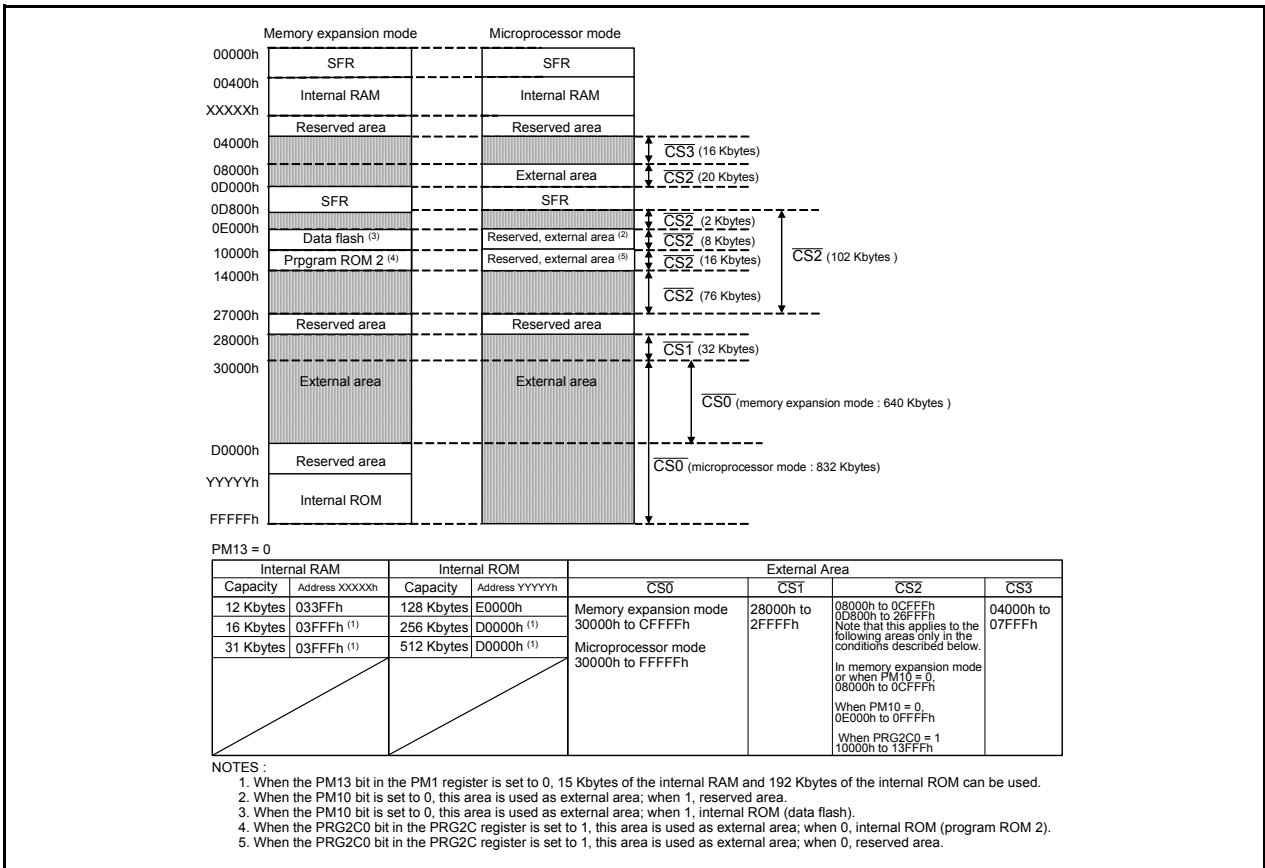 Memory expansion mode
Microprocessor mode
00000h
SFR
SFR
00400h
Internal RAM
Internal RAM
XXXXXh
Reserved area
Reserved area
04000h
CS3 (16 Kbytes)
08000h
External area
CS2 (20 Kbytes)
0D000h
SFR
SFR
0D800h
CS2 (2 Kbytes)
0E000h
Data flash (3)
Reserved, external area (2)
CS2 (8 Kbytes)
CS2 (102 Kbytes )
10000h
Prpgram ROM 2 (4)
Reserved, external area (5)
CS2 (16 Kbytes)
14000h
CS2 (76 Kbytes)
27000h
Reserved area
Reserved area
28000h
CS1 (32 Kbytes)
30000h
External area
External area
CS0 (memory expansion mode : 640 Kbytes )
D0000h
Reserved area
CS0 (microprocessor mode : 832 Kbytes)
YYYYYh
Internal ROM
FFFFFh
PM13 = 0
Internal RAM Internal ROM External Area
Capacity Address XXXXXh Capacity Address YYYYYh CS0 CS1 CS2 CS3
12 Kbytes 033FFh 128 Kbytes E0000h
16 Kbytes 03FFFh (1) 256 Kbytes D0000h (1)
31 Kbytes 03FFFh (1) 512 Kbytes D0000h (1)
Memory expansion mode
30000h to CFFFFh
Microprocessor mode
30000h to FFFFFh
28000h to
2FFFFh
08000h to 0CFFFh
0D800h to 26FFFh
Note that this applies to the
following areas only in the
conditions described below.
In memory expansion mode
or when PM10 = 0,
08000h to 0CFFFh
When PM10 = 0,
0E000h to 0FFFFh
When PRG2C0 = 1
10000h to 13FFFh
04000h to
07FFFh
NOTES :
1. When the PM13 bit in the PM1 register is set to 0, 15 Kbytes of the internal RAM and 192 Kbytes of the internal ROM can be used.
2. When the PM10 bit is set to 0, this area is used as external area; when 1, reserved area.
3. When the PM10 bit is set to 0, this area is used as external area; when 1, internal ROM (data flash).
4. When the PRG2C0 bit in the PRG2C register is set to 1, this area is used as external area; when 0, internal ROM (program ROM 2).
5. When the PRG2C0 bit in the PRG2C register is set to 1, this area is used as external area; when 0, reserved area.